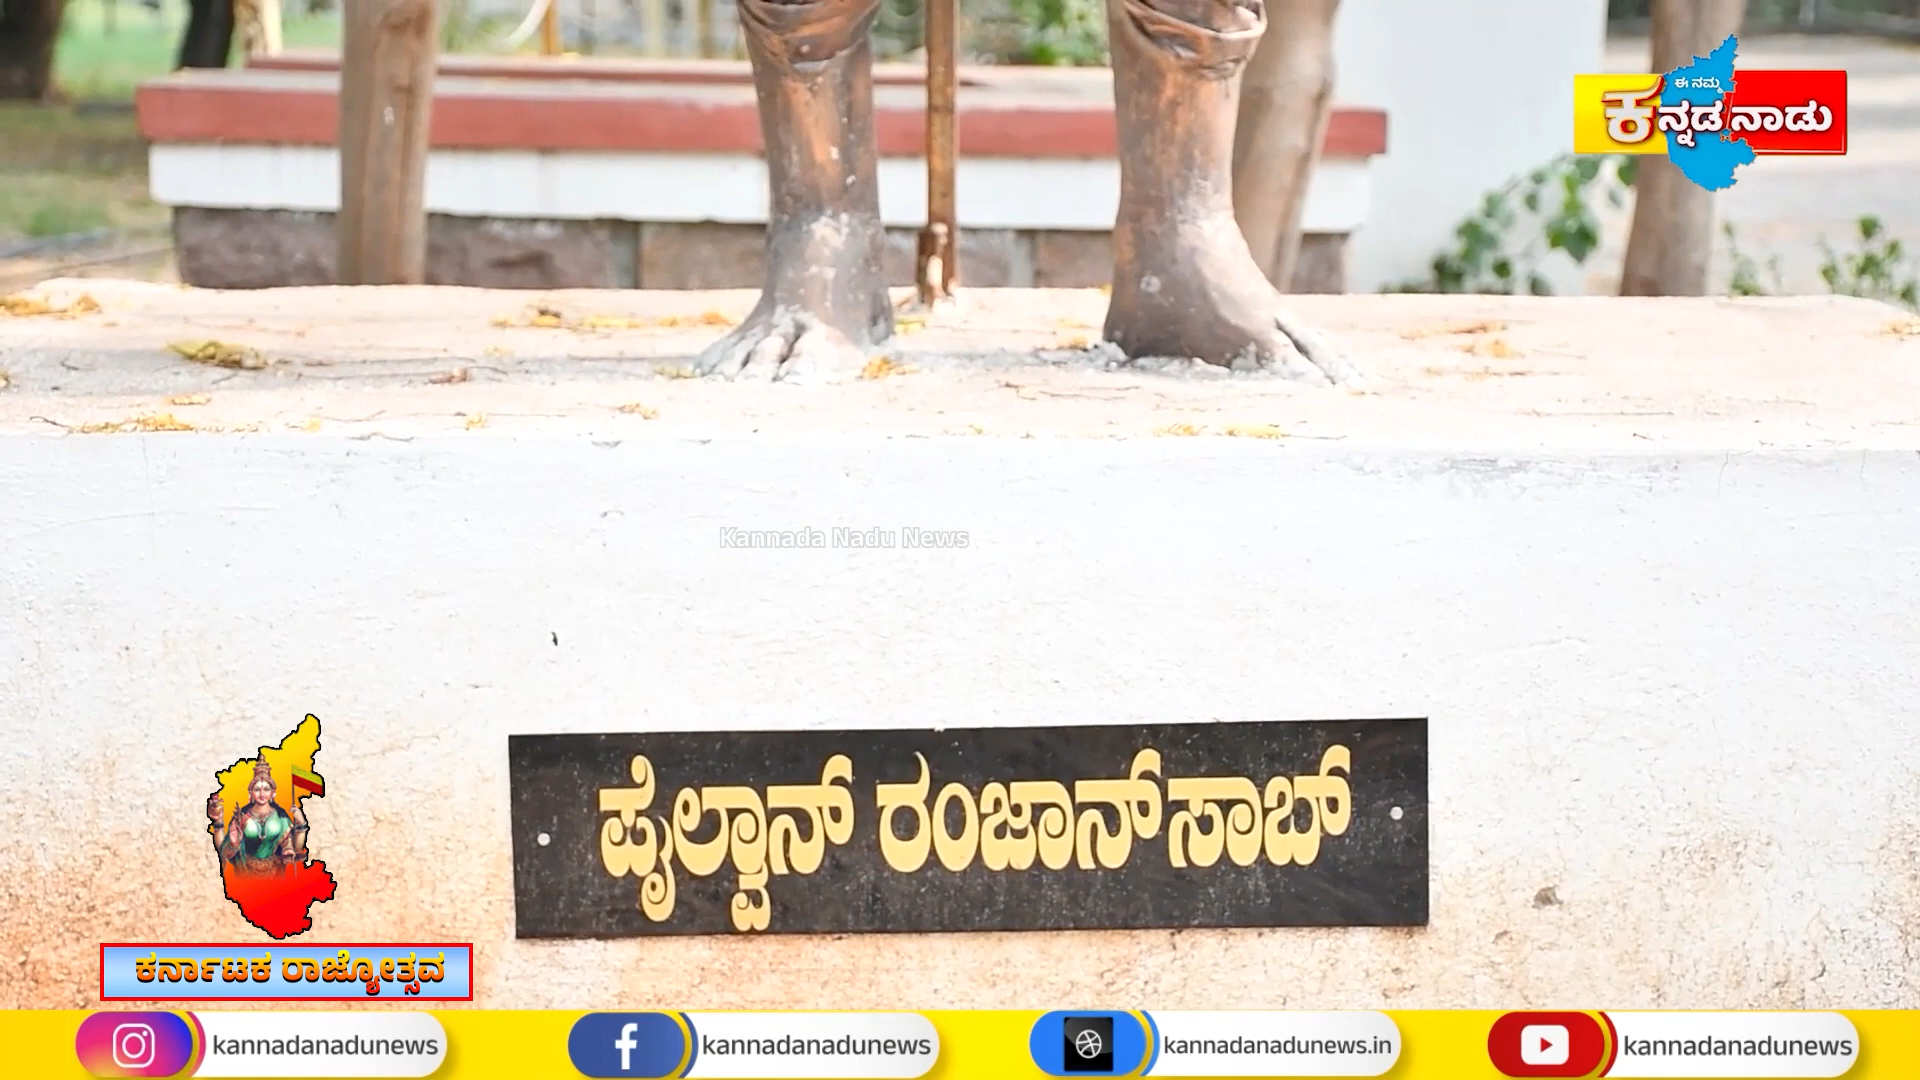 ಈ ನಮ್ಮ
ಕನ್ನಡ ನಾಡು
Kannada Nadu News
ಪೈಲ್ವಾನ್ ರಂಜಾನ್‌ಸಾಬ್
ಕರ್ನಾಟಕ ರಾಜ್ಯೋತ್ಸವ
kannadanadunews
kannadanadunews
kannadanadunews.in
kannadanadunews